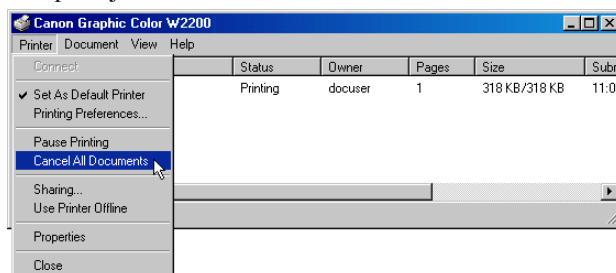 Canon Graphic Color W2200
Printer Document View Help
Connect
Status Owner Pages Size
Set As Default Printer
Printing docuser 1 318 KB/318 KB 11:0
Printing Preferences...
Pause Printing
Cancel All Documents
Sharing...
Use Printer Offline
Properties
Close